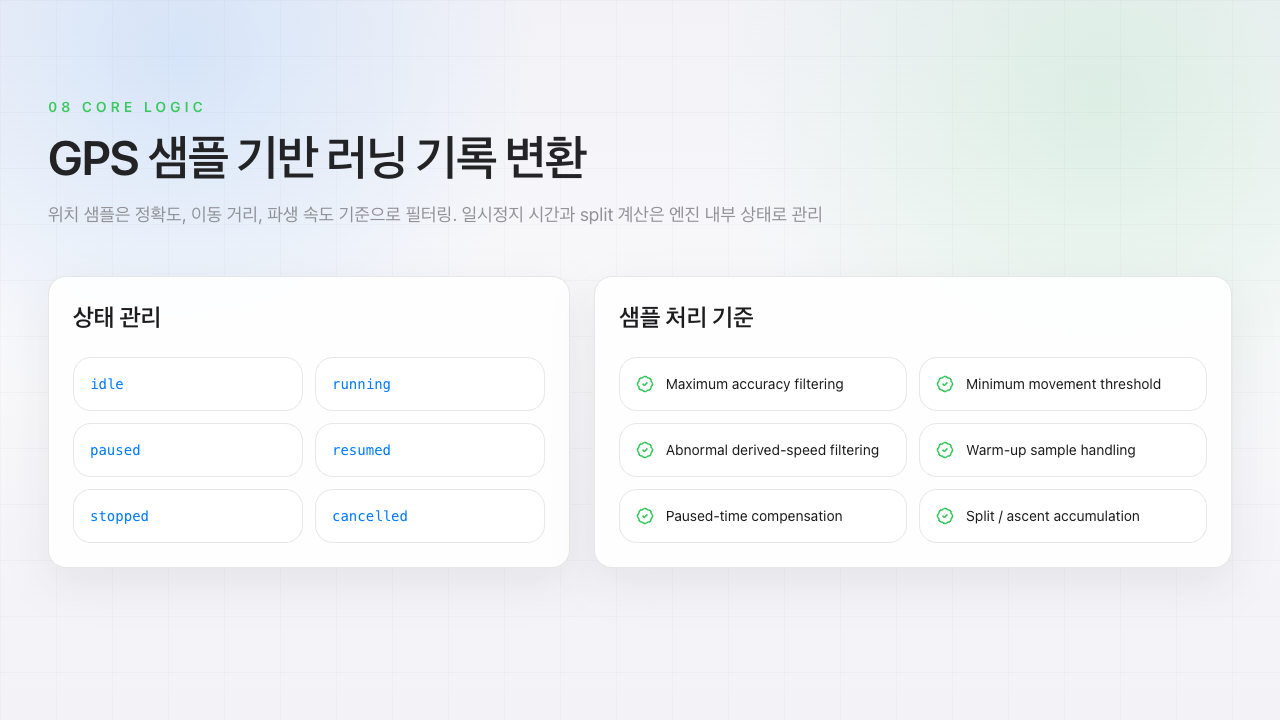 08 CORE LOGIC
GPS 샘플 기반 러닝 기록 변환
위치 샘플은 정확도, 이동 거리, 파생 속도 기준으로 필터링. 일시정지 시간과 split 계산은 엔진 내부 상태로 관리
상태 관리
idle
running
paused
resumed
stopped
cancelled
샘플 처리 기준
Maximum accuracy filtering
Minimum movement threshold
Abnormal derived-speed filtering
Warm-up sample handling
Paused-time compensation
Split / ascent accumulation